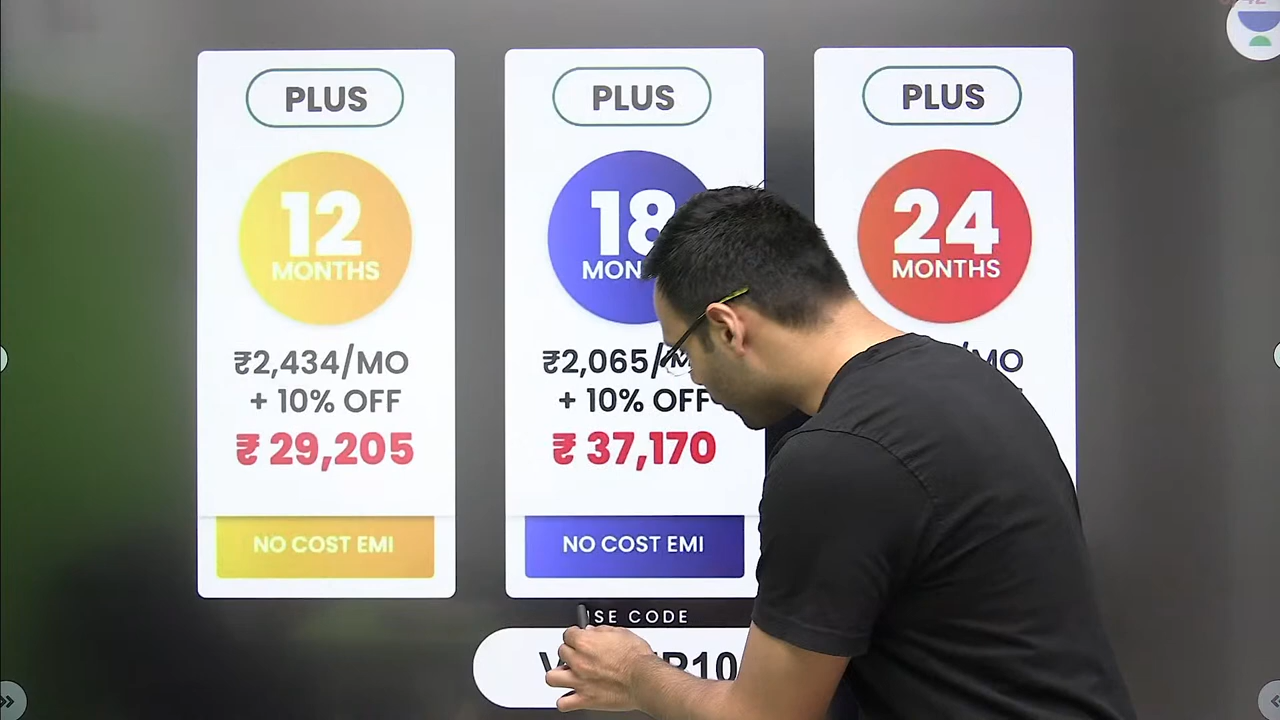 PLUS
12
MONTHS
₹2,434/MO
+ 10% OFF
₹ 29,205
NO COST EMI
PLUS
18
₹2,065/
+ 10% OFF
₹ 37,170
NO COST EMI
PLUS
24
MONTHS
/MO
USE CODE